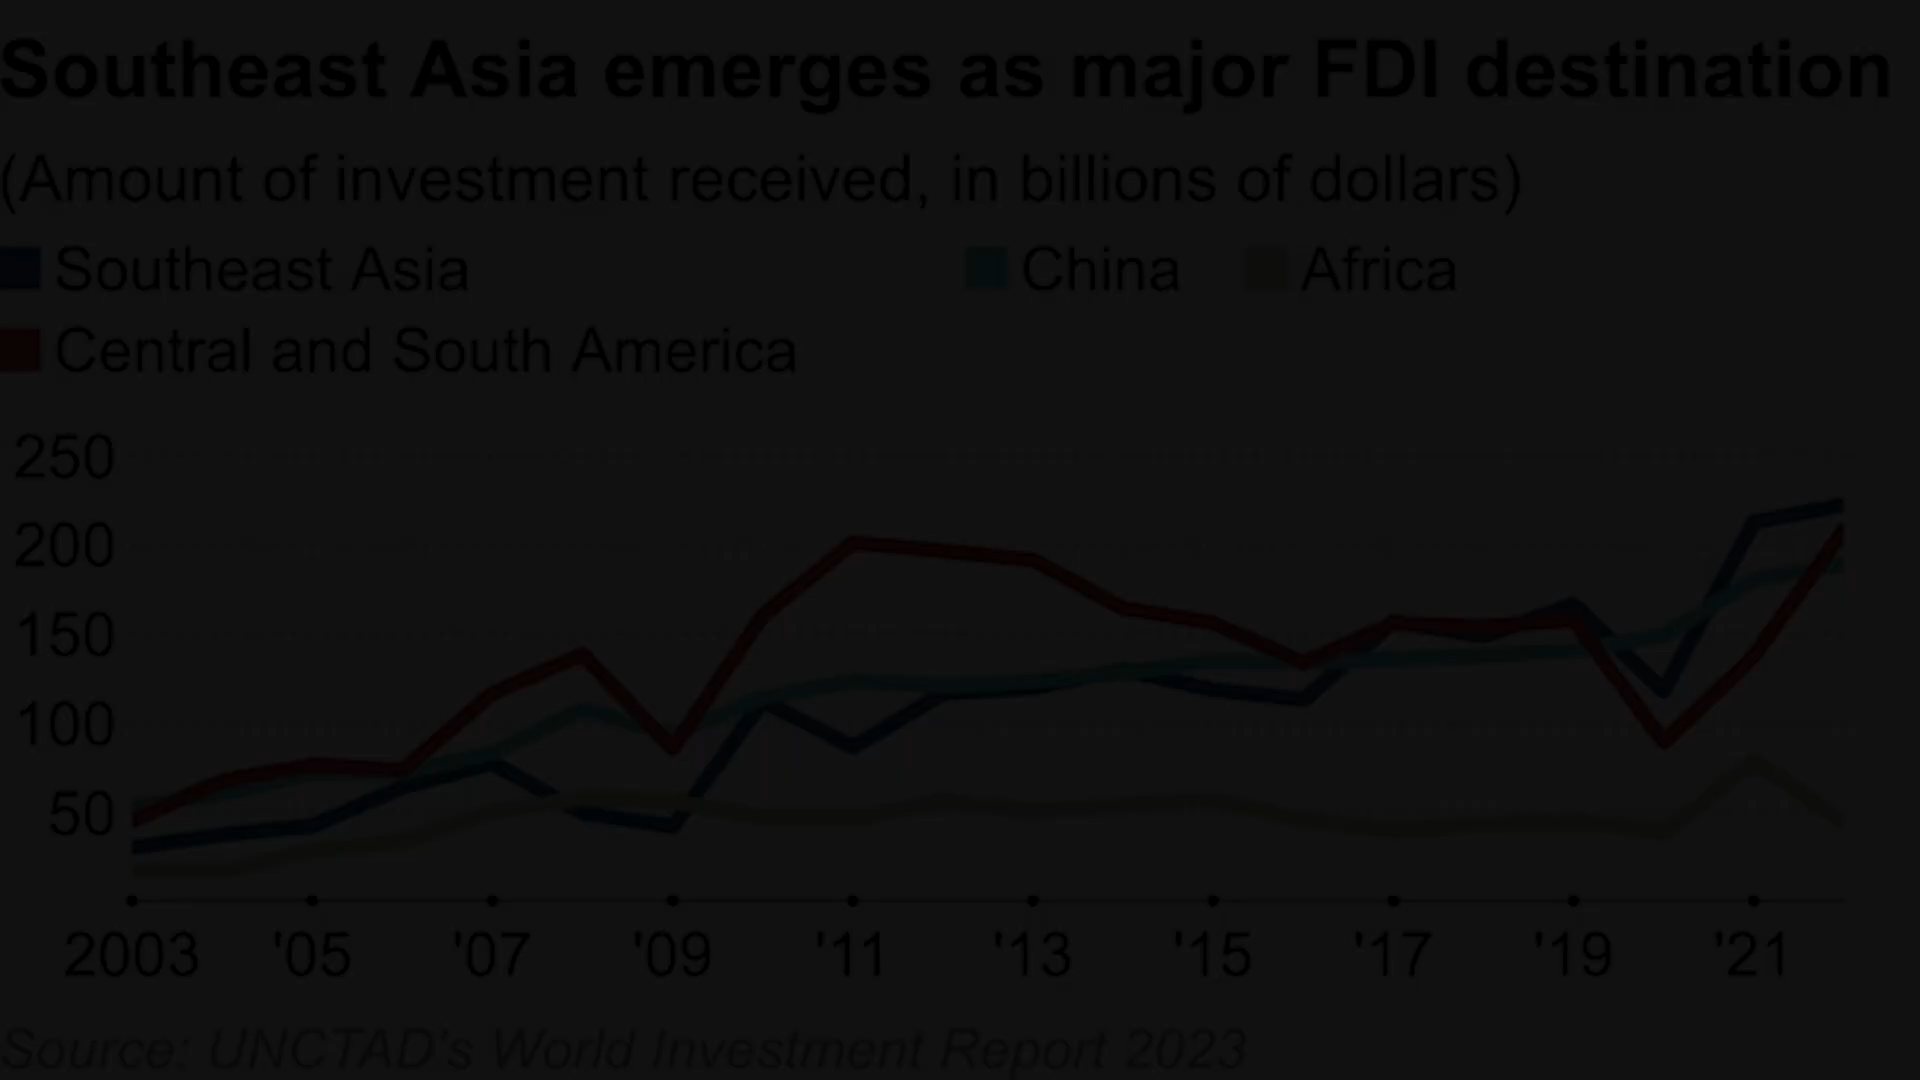 Southeast Asia emerges as major FDI destination
(Amount of investment received, in billions of dollars)
Southeast Asia China Africa
Central and South America
250
200
150
100
50
2003 '05 '07 '09 '11 '13 '15 '17 '19 '21
Source: UNCTAD's World Investment Report 2023